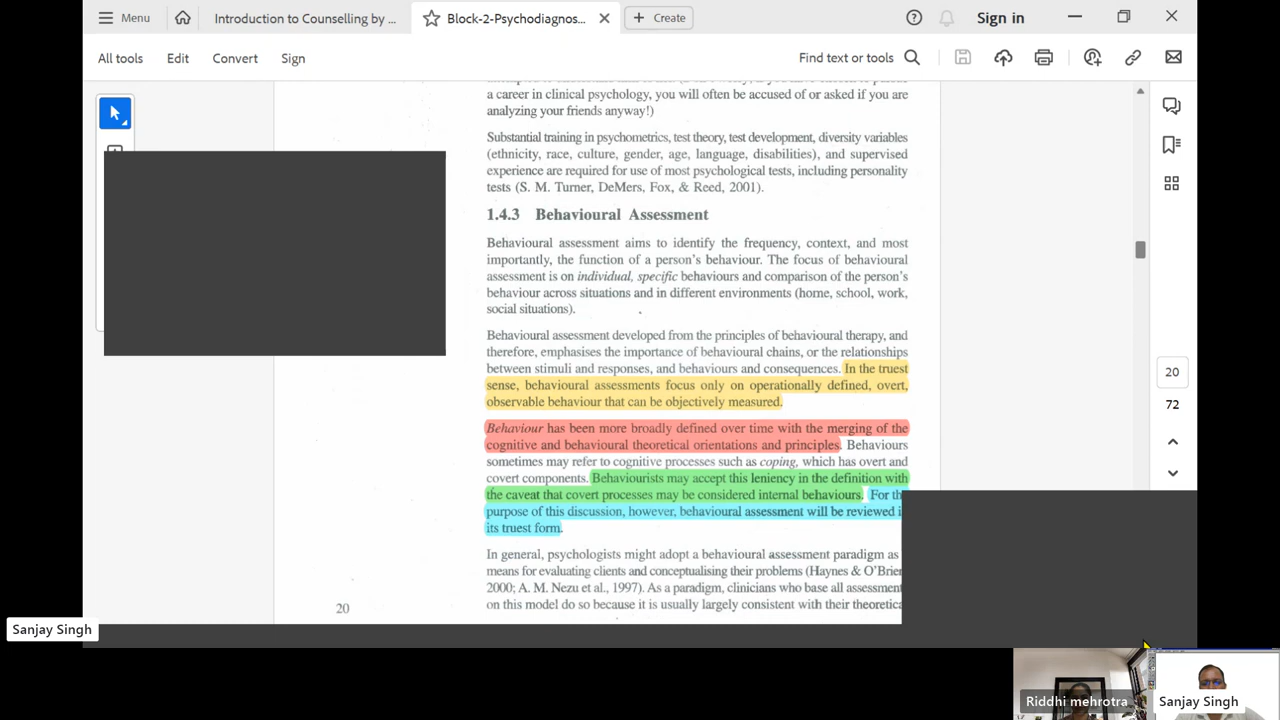 Menu
Introduction to Counselling by ...
Block-2-Psychodiagnos...
Create
Sign in
All tools
Edit
Convert
Sign
Find text or tools
a career in clinical psychology, you will often be accused of or asked if you are
analyzing your friends anyway!)
Substantial training in psychometrics, test theory, test development, diversity variables
(ethnicity, race, culture, gender, age, language, disabilities), and supervised
experience are required for use of most psychological tests, including personality
tests (S. M. Turner, DeMers, Fox, & Reed, 2001).
1.4.3 Behavioural Assessment
Behavioural assessment aims to identify the frequency, context, and most
importantly, the function of a person's behaviour. The focus of behavioural
assessment is on individual, specific behaviours and comparison of the person's
behaviour across situations and in different environments (home, school, work,
social situations).
Behavioural assessment developed from the principles of behavioural therapy, and
therefore, emphasises the importance of behavioural chains, or the relationships
between stimuli and responses, and behaviours and consequences. In the truest
sense, behavioural assessments focus only on operationally defined, overt,
observable behaviour that can be objectively measured.
Behaviour has been more broadly defined over time with the merging of the
cognitive and behavioural theoretical orientations and principles. Behaviours
sometimes may refer to cognitive processes such as coping, which has overt and
covert components. Behaviourists may accept this leniency in the definition with
the caveat that covert processes may be considered internal behaviours. For th
purpose of this discussion, however, behavioural assessment will be reviewed i
its truest form.
In general, psychologists might adopt a behavioural assessment paradigm as
means for evaluating clients and conceptualising their problems (Haynes & O'Brien
2000; A. M. Nezu et al., 1997). As a paradigm, clinicians who base all assessment
on this model do so because it is usually largely consistent with their theoretica
20
20
72
Sanjay Singh
Riddhi mehrotra
Sanjay Singh